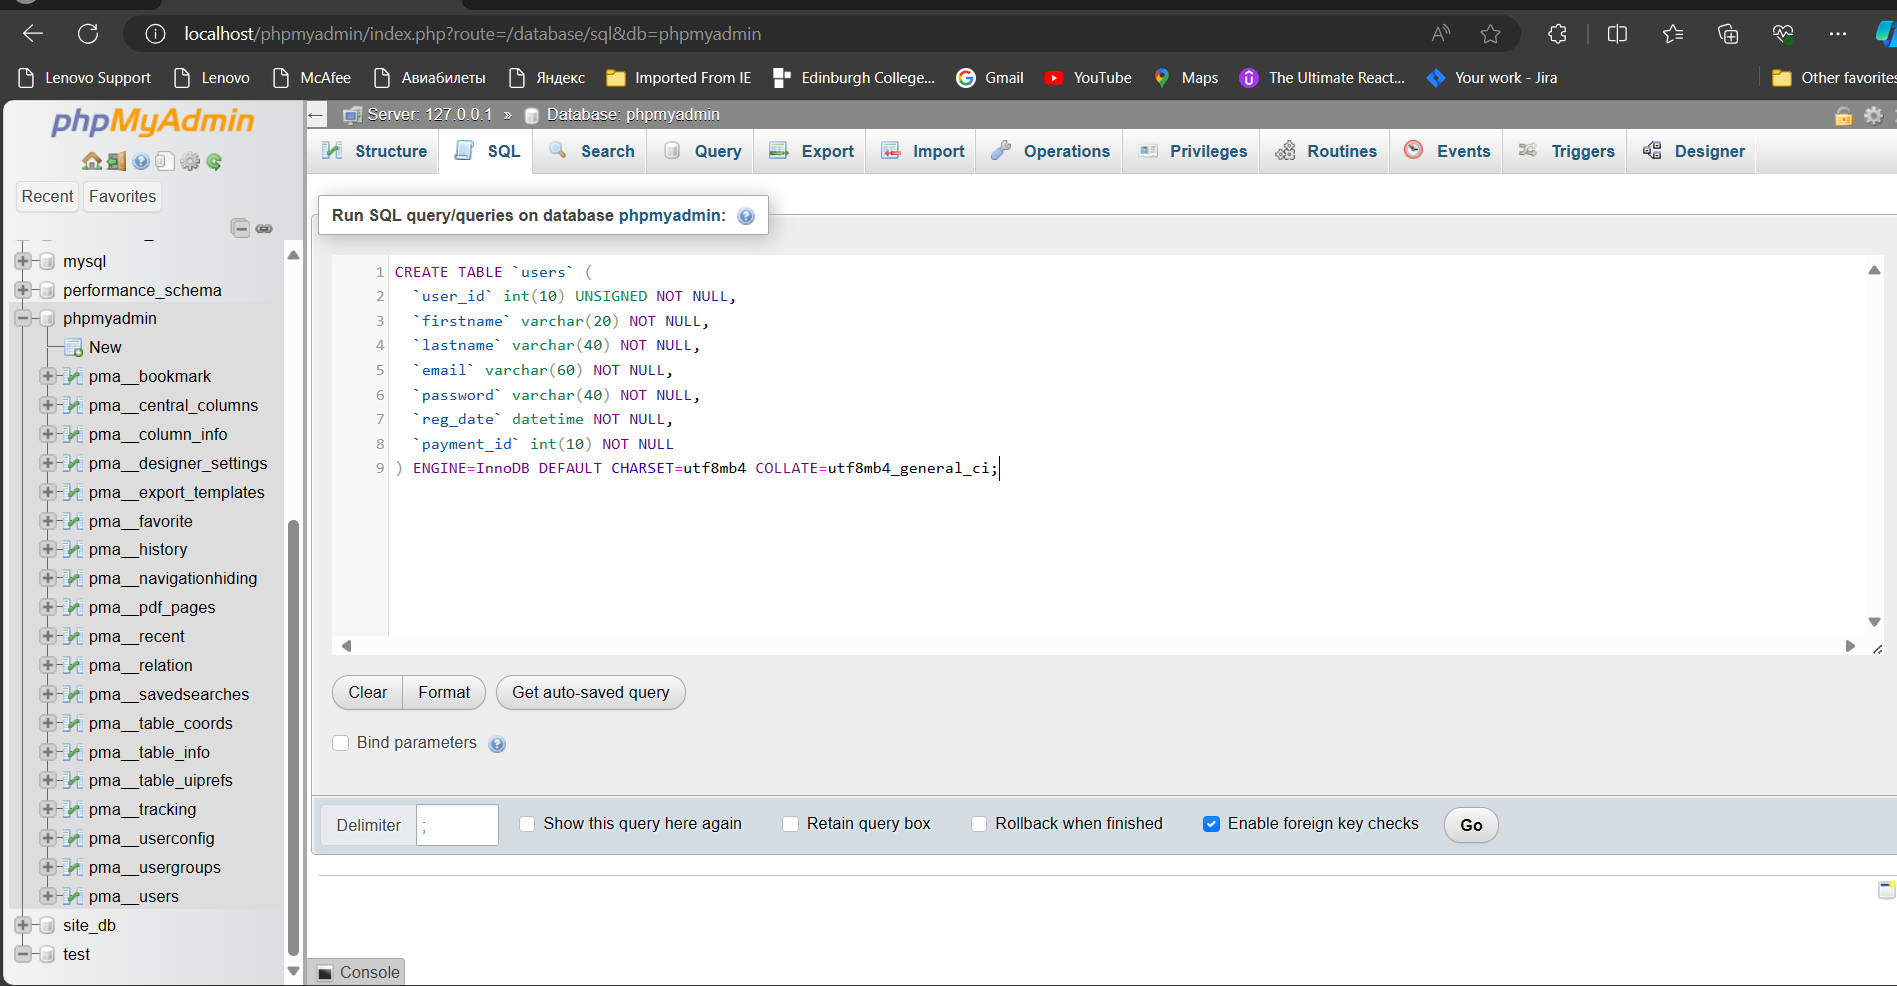 localhost/phpmyadmin/index.php?route=/database/sql&db=phpmyadmin
Lenovo Support
Lenovo
McAfee
Авиабилеты
Яндекс
Imported From IE
Edinburgh College...
Gmail
YouTube
Maps
The Ultimate React...
Your work - Jira
Other favorites
phpMyAdmin
Recent
Favorites
mysql
performance_schema
phpmyadmin
New
pma__bookmark
pma__central_columns
pma__column_info
pma__designer_settings
pma__export_templates
pma__favorite
pma__history
pma__navigationhiding
pma__pdf_pages
pma__recent
pma__relation
pma__savedsearches
pma__table_coords
pma__table_info
pma__table_uiprefs
pma__tracking
pma__userconfig
pma__usergroups
pma__users
site_db
test
Server: 127.0.0.1 » Database: phpmyadmin
Structure
SQL
Search
Query
Export
Import
Operations
Privileges
Routines
Events
Triggers
Designer
Run SQL query/queries on database phpmyadmin:
1 CREATE TABLE `users` (
2 `user_id` int(10) UNSIGNED NOT NULL,
3 `firstname` varchar(20) NOT NULL,
4 `lastname` varchar(40) NOT NULL,
5 `email` varchar(60) NOT NULL,
6 `password` varchar(40) NOT NULL,
7 `reg_date` datetime NOT NULL,
8 `payment_id` int(10) NOT NULL
9 ) ENGINE=InnoDB DEFAULT CHARSET=utf8mb4 COLLATE=utf8mb4_general_ci;
Clear
Format
Get auto-saved query
Bind parameters
Delimiter
;
Show this query here again
Retain query box
Rollback when finished
Enable foreign key checks
Go
Console